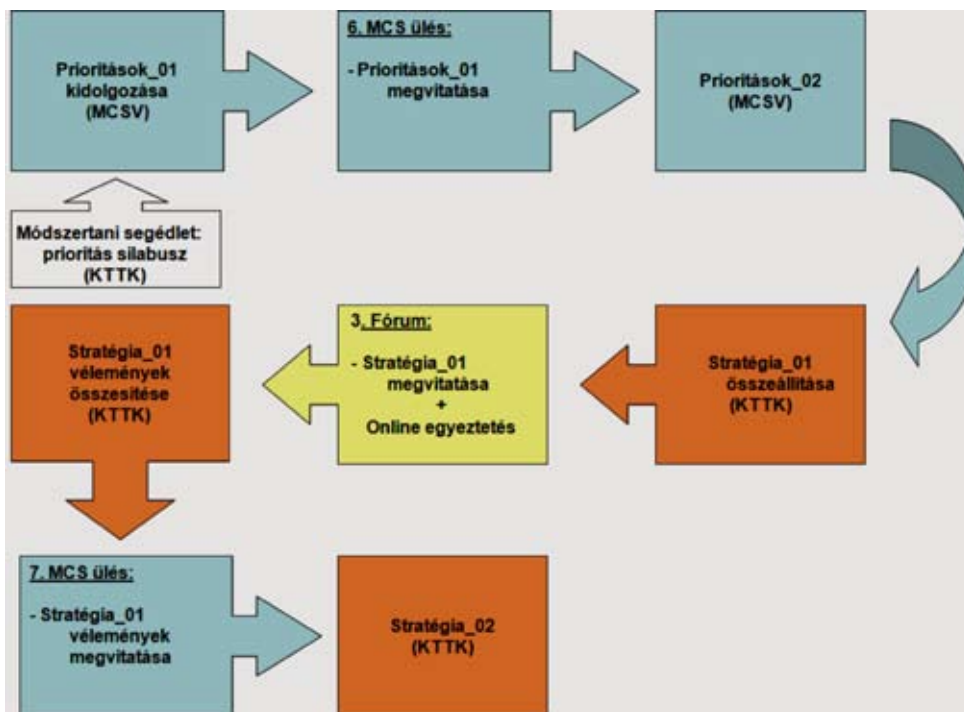 Prioritások_01
kidolgozása
(MCSV)
6. MCS ülés:
- Prioritások_01
megvitatása
Prioritások_02
(MCSV)
Módszertani segédlet:
prioritás silabusz
(KTTK)
Stratégia_01
összeállítása
(KTTK)
3. Fórum:
- Stratégia_01
megvitatása
+
Online egyeztetés
Stratégia_01
vélemények
összesítése
(KTTK)
7. MCS ülés:
- Stratégia_01
vélemények
megvitatása
Stratégia_02
(KTTK)